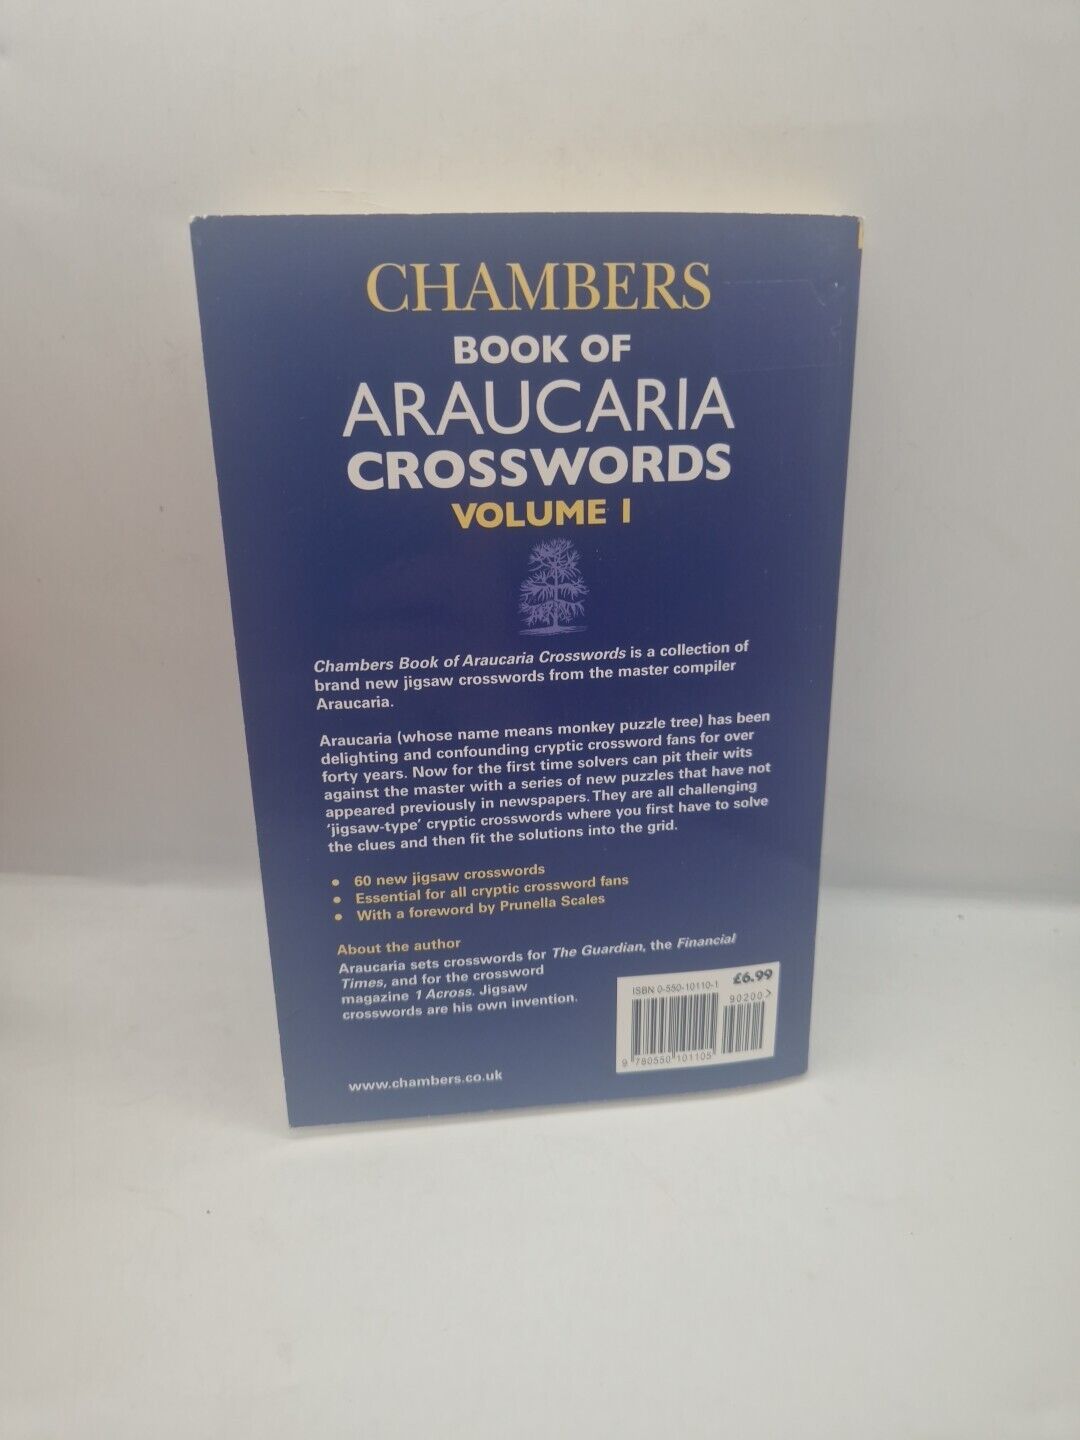 CHAMBERS
BOOK OF
ARAUCARIA
CROSSWORDS
VOLUME I
Chambers Book of Araucaria Crosswords is a collection of
brand new jigsaw crosswords from the master compiler
Araucaria.
Araucaria (whose name means monkey puzzle tree) has been
delighting and confounding cryptic crossword fans for over
forty years. Now for the first time solvers can pit their wits
against the master with a series of new puzzles that have not
appeared previously in newspapers. They are all challenging
'jigsaw-type' cryptic crosswords where you first have to solve
the clues and then fit the solutions into the grid.
• 60 new jigsaw crosswords
• Essential for all cryptic crossword fans
• With a foreword by Prunella Scales
About the author
Araucaria sets crosswords for The Guardian, the Financial
Times, and for the crossword
magazine 1 Across. Jigsaw
crosswords are his own invention.
£6.99
ISBN 0-550-10110-1
90200>
9 780550 101105
www.chambers.co.uk